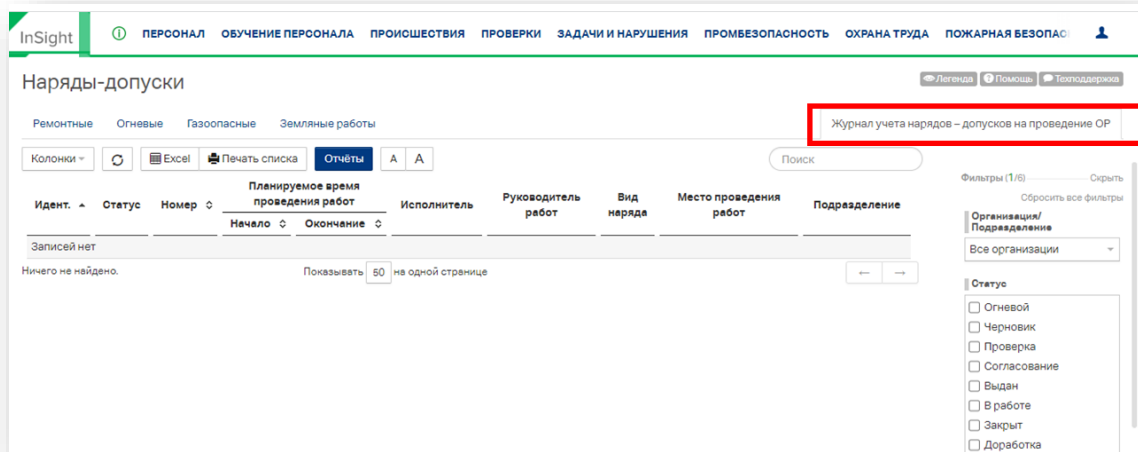 InSight
ПЕРСОНАЛ ОБУЧЕНИЕ ПЕРСОНАЛА ПРОИСШЕСТВИЯ ПРОВЕРКИ ЗАДАЧИ И НАРУШЕНИЯ ПРОМБЕЗОПАСНОСТЬ ОХРАНА ТРУДА ПОЖАРНАЯ БЕЗОПАС
Наряды-допуски
Легенда Помощь Техподдержка
Ремонтные Огневые Газоопасные Земляные работы
Журнал учета нарядов – допусков на проведение ОР
Колонки Excel Печать списка Отчёты А А
Поиск
Идент. Статус Номер
Планируемое время
проведения работ
Начало Окончание
Исполнитель
Руководитель
работ
Вид
наряда
Место проведения
работ
Подразделение
Записей нет
Ничего не найдено.
Показывать 50 на одной странице
← →
Фильтры (1/6) Скрыть
Сбросить все фильтры
Организация/
Подразделение
Все организации
Статус
Огневой
Черновик
Проверка
Согласование
Выдан
В работе
Закрыт
Доработка